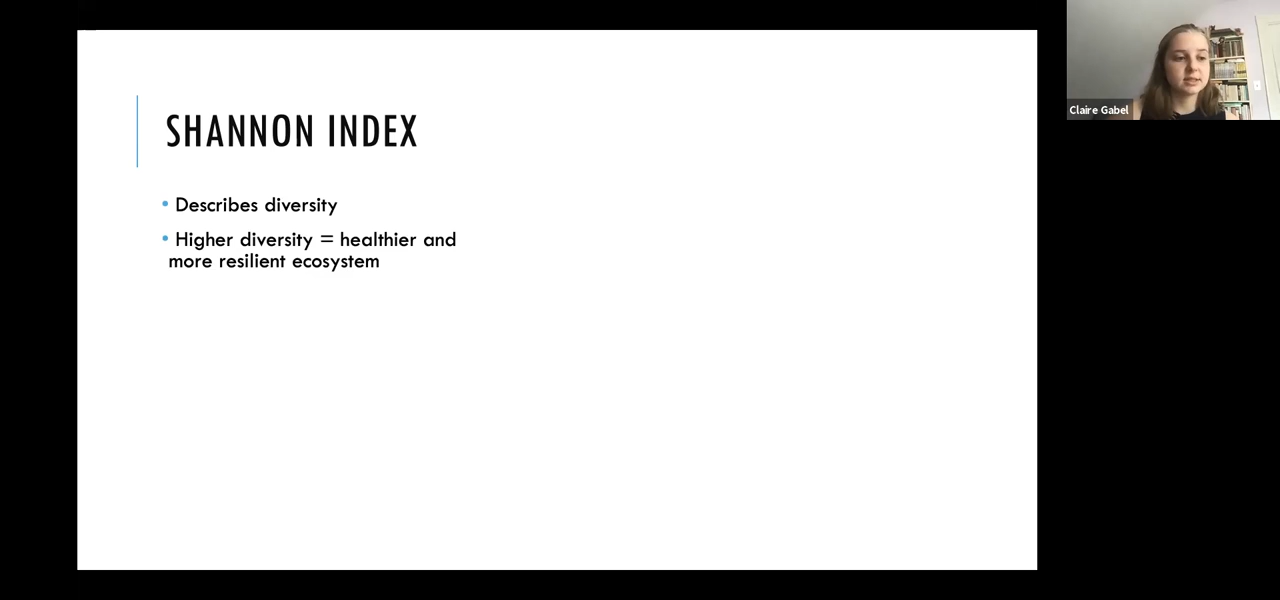 SHANNON INDEX
• Describes diversity
• Higher diversity = healthier and
more resilient ecosystem
Claire Gabel